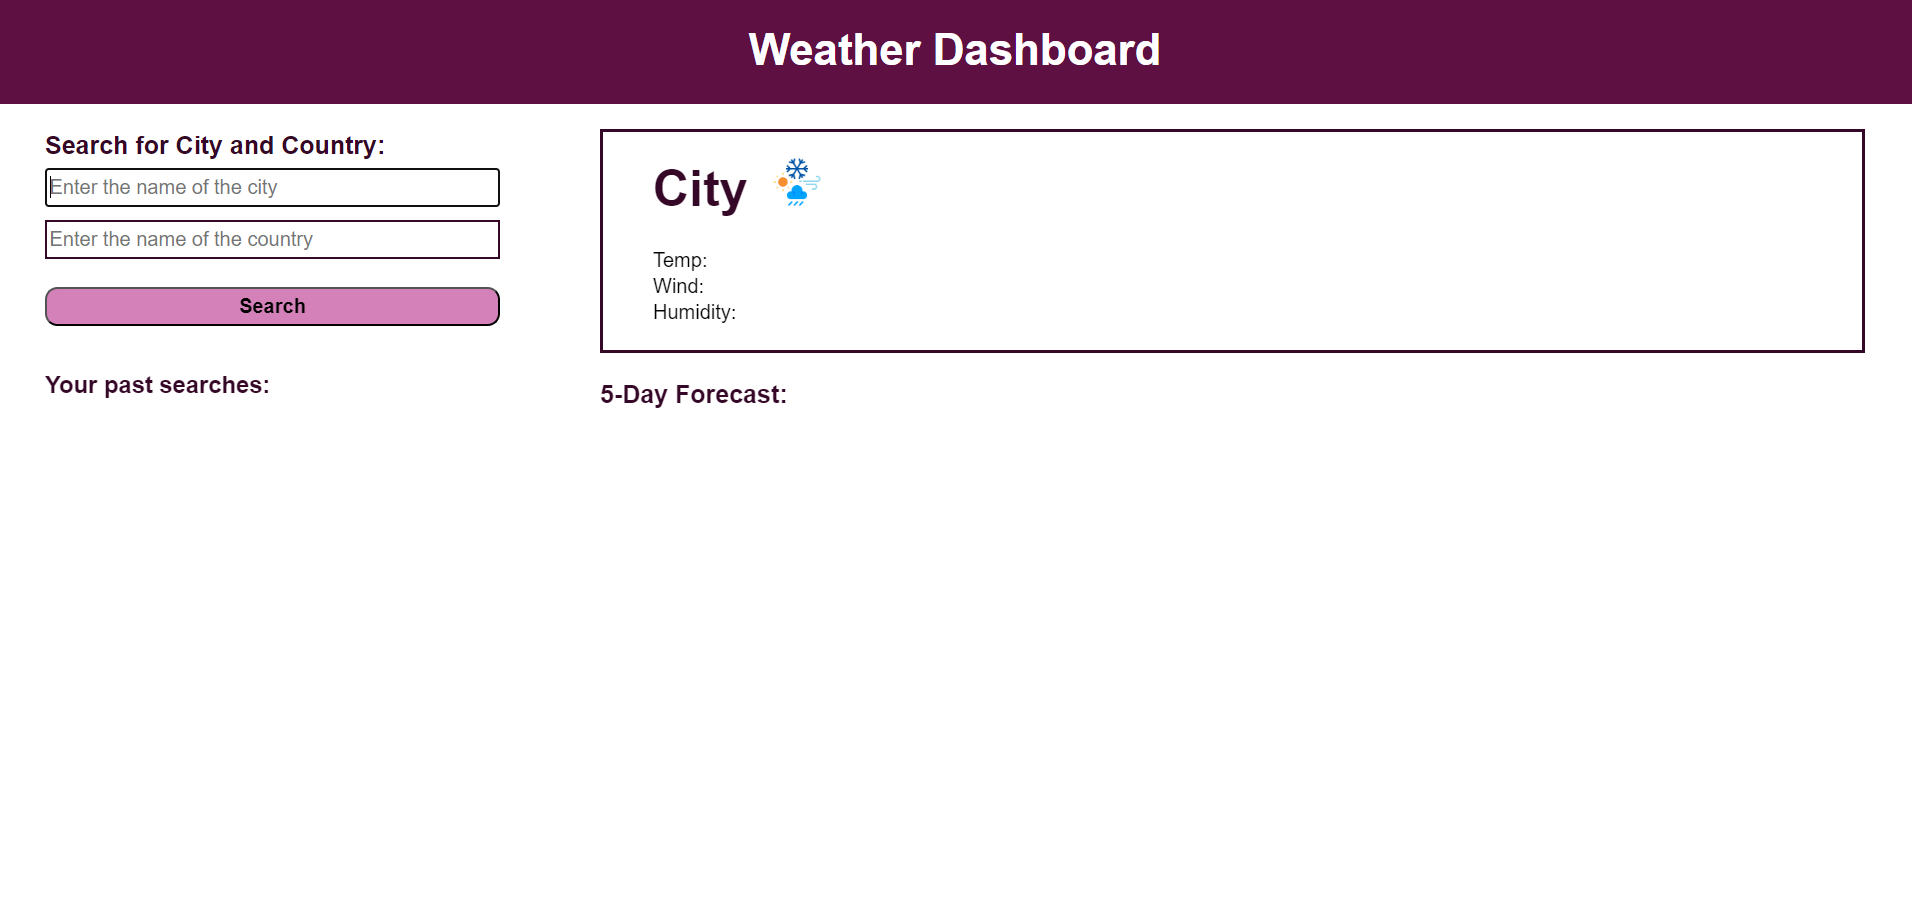 Weather Dashboard
Search for City and Country:
Enter the name of the city
Enter the name of the country
Search
Your past searches:
City
Temp:
Wind:
Humidity:
5-Day Forecast: